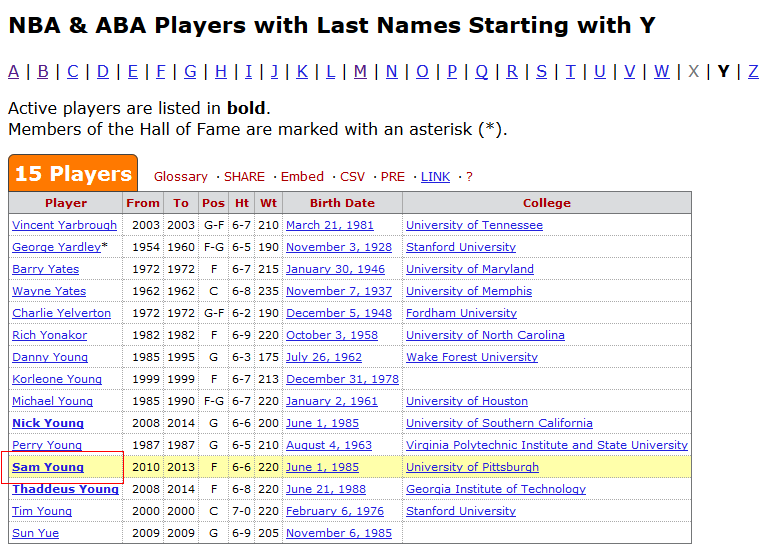 NBA & ABA Players with Last Names Starting with Y
A | B | C | D | E | F | G | H | I | J | K | L | M | N | O | P | Q | R | S | T | U | V | W | X | Y | Z
Active players are listed in bold.
Members of the Hall of Fame are marked with an asterisk (*).
15 Players Glossary · SHARE · Embed · CSV · PRE · LINK · ?
Player From To Pos Ht Wt Birth Date College
Vincent Yarbrough 2003 2003 G-F 6-7 210 March 21, 1981 University of Tennessee
George Yardley* 1954 1960 F-G 6-5 190 November 3, 1928 Stanford University
Barry Yates 1972 1972 F 6-7 215 January 30, 1946 University of Maryland
Wayne Yates 1962 1962 C 6-8 235 November 7, 1937 University of Memphis
Charlie Yelverton 1972 1972 G-F 6-2 190 December 5, 1948 Fordham University
Rich Yonakor 1982 1982 F 6-9 220 October 3, 1958 University of North Carolina
Danny Young 1985 1995 G 6-3 175 July 26, 1962 Wake Forest University
Korleone Young 1999 1999 F 6-7 213 December 31, 1978
Michael Young 1985 1990 F-G 6-7 220 January 2, 1961 University of Houston
Nick Young 2008 2014 G 6-6 200 June 1, 1985 University of Southern California
Perry Young 1987 1987 G 6-5 210 August 4, 1963 Virginia Polytechnic Institute and State University
Sam Young 2010 2013 F 6-6 220 June 1, 1985 University of Pittsburgh
Thaddeus Young 2008 2014 F 6-8 220 June 21, 1988 Georgia Institute of Technology
Tim Young 2000 2000 C 7-0 220 February 6, 1976 Stanford University
Sun Yue 2009 2009 G 6-9 205 November 6, 1985